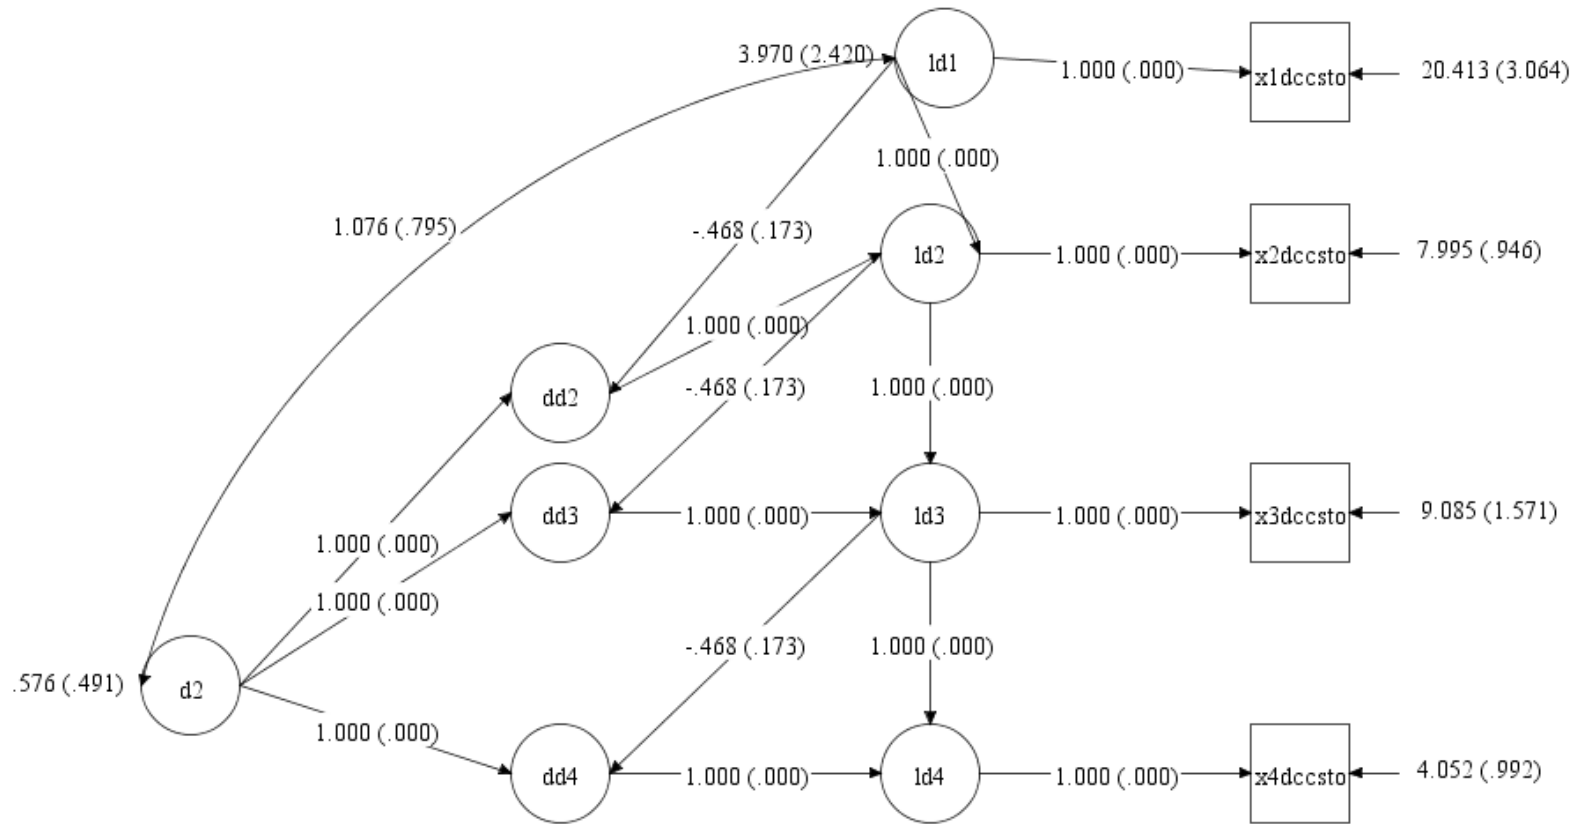 3.970 (2.420)
ld1
1.000 (.000)
x1dccsto
20.413 (3.064)
1.000 (.000)
1.076 (.795)
-.468 (.173)
ld2
1.000 (.000)
x2dccsto
7.995 (.946)
1.000 (.000)
-.468 (.173)
1.000 (.000)
dd2
dd3
1.000 (.000)
ld3
1.000 (.000)
x3dccsto
9.085 (1.571)
1.000 (.000)
1.000 (.000)
-.468 (.173)
1.000 (.000)
.576 (.491)
d2
1.000 (.000)
dd4
1.000 (.000)
ld4
1.000 (.000)
x4dccsto
4.052 (.992)